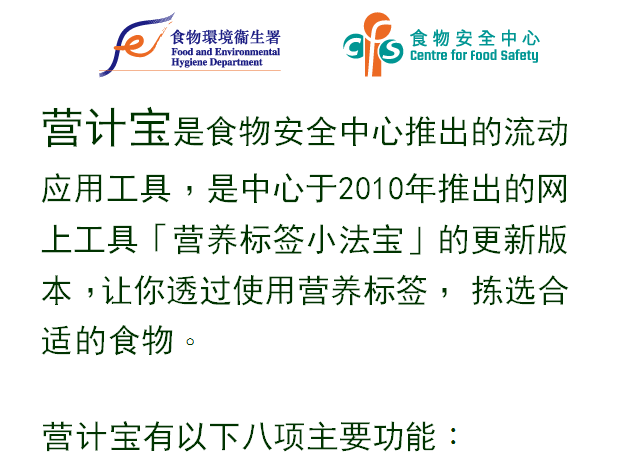 食物環境衞生署
Food and Environmental
Hygiene Department
cfs
食物安全中心
Centre for Food Safety
营计宝是食物安全中心推出的流动
应用工具，是中心于2010年推出的网
上工具「营养标签小法宝」的更新版
本，让你透过使用营养标签， 拣选合
适的食物。
营计宝有以下八项主要功能：